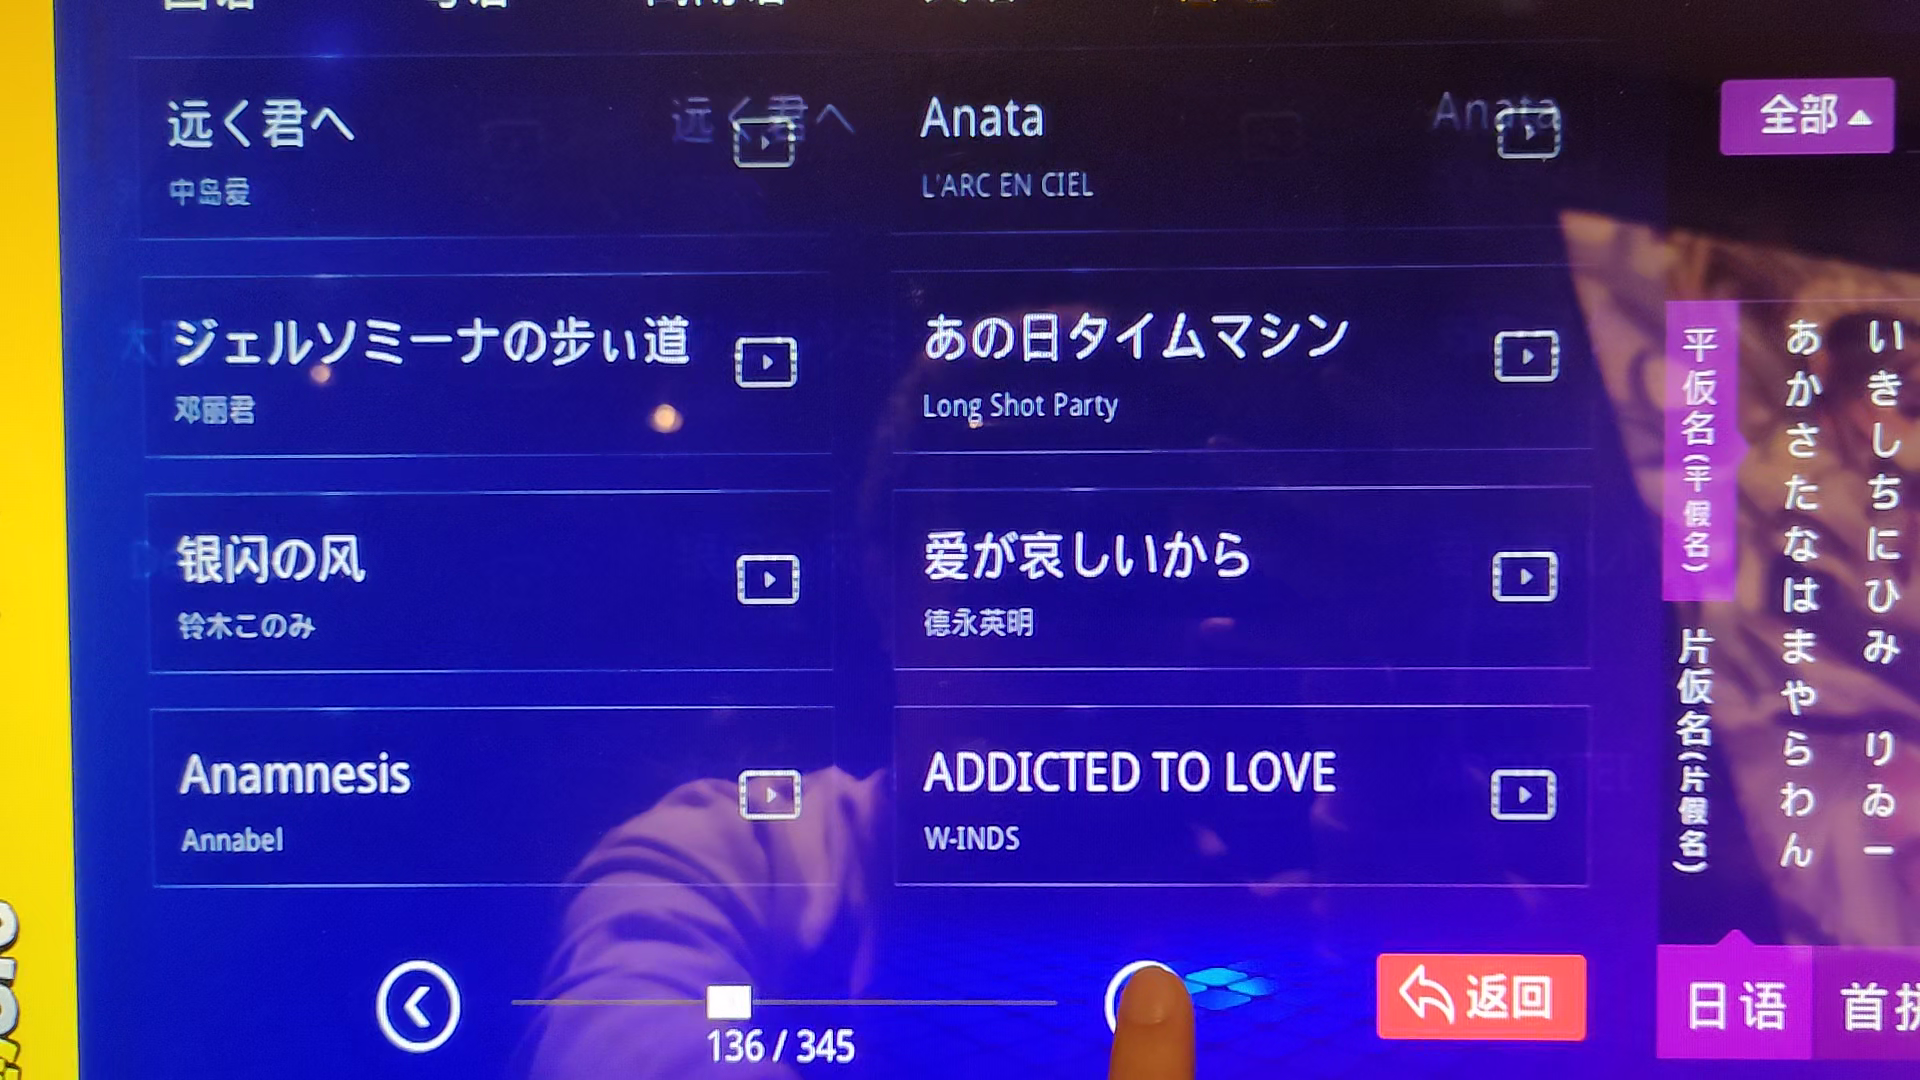 远く君へ
中岛爱
Anata
L'ARC EN CIEL
ジェルソミーナの歩ぃ道
邓丽君
あの日タイムマシン
Long Shot Party
银闪の风
铃木このみ
爱が哀しいから
德永英明
Anamnesis
Annabel
ADDICTED TO LOVE
W-INDS
136 / 345
返回
全部
平仮名(平假名)
片仮名(片假名)
あかさたなはまやらわん
いきしちにひみ りゐー
日语
首拼